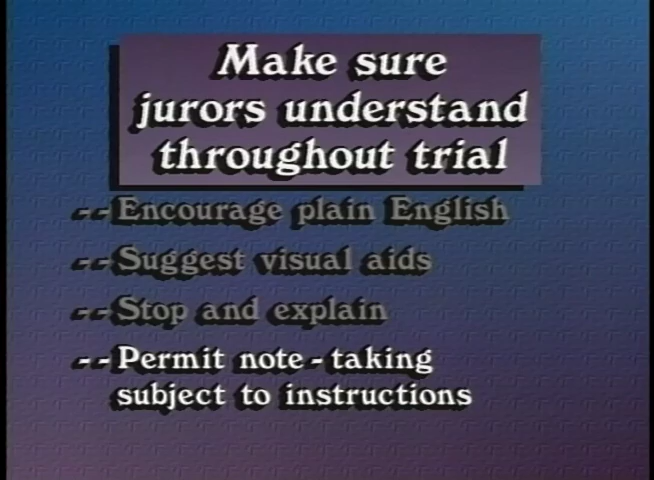 Make sure
jurors understand
throughout trial
--Encourage plain English
--Suggest visual aids
--Stop and explain
--Permit note-taking
subject to instructions